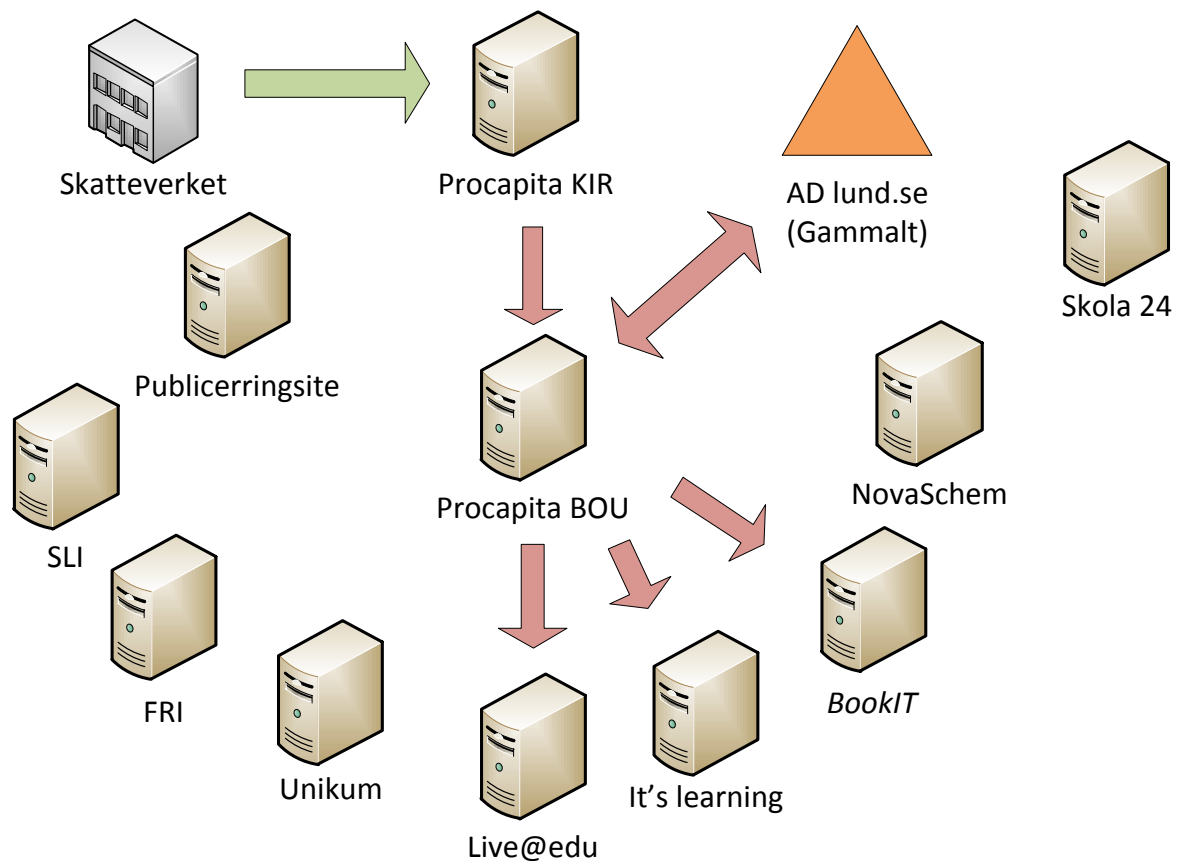 Skatteverket
Procapita KIR
AD lund.se
(Gammalt)
Skola 24
Publicerringsite
Procapita BOU
NovaSchem
SLI
FRI
BookIT
Unikum
It's learning
Live@edu